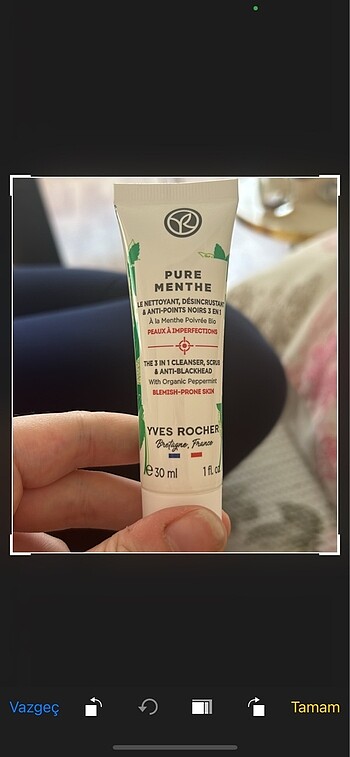 PURE
MENTHE
LE NETTOYANT, DÉSINCRUSTANT
& ANTI-POINTS NOIRS 3 EN 1
À la Menthe Poivrée Bio
PEAUX À IMPERFECTIONS
THE 3 IN 1 CLEANSER, SCRUB
& ANTI-BLACKHEAD
With Organic Peppermint
BLEMISH-PRONE SKIN
YVES ROCHER
Bretagne, France
e 30 ml 1 fl. oz
Vazgeç Tamam